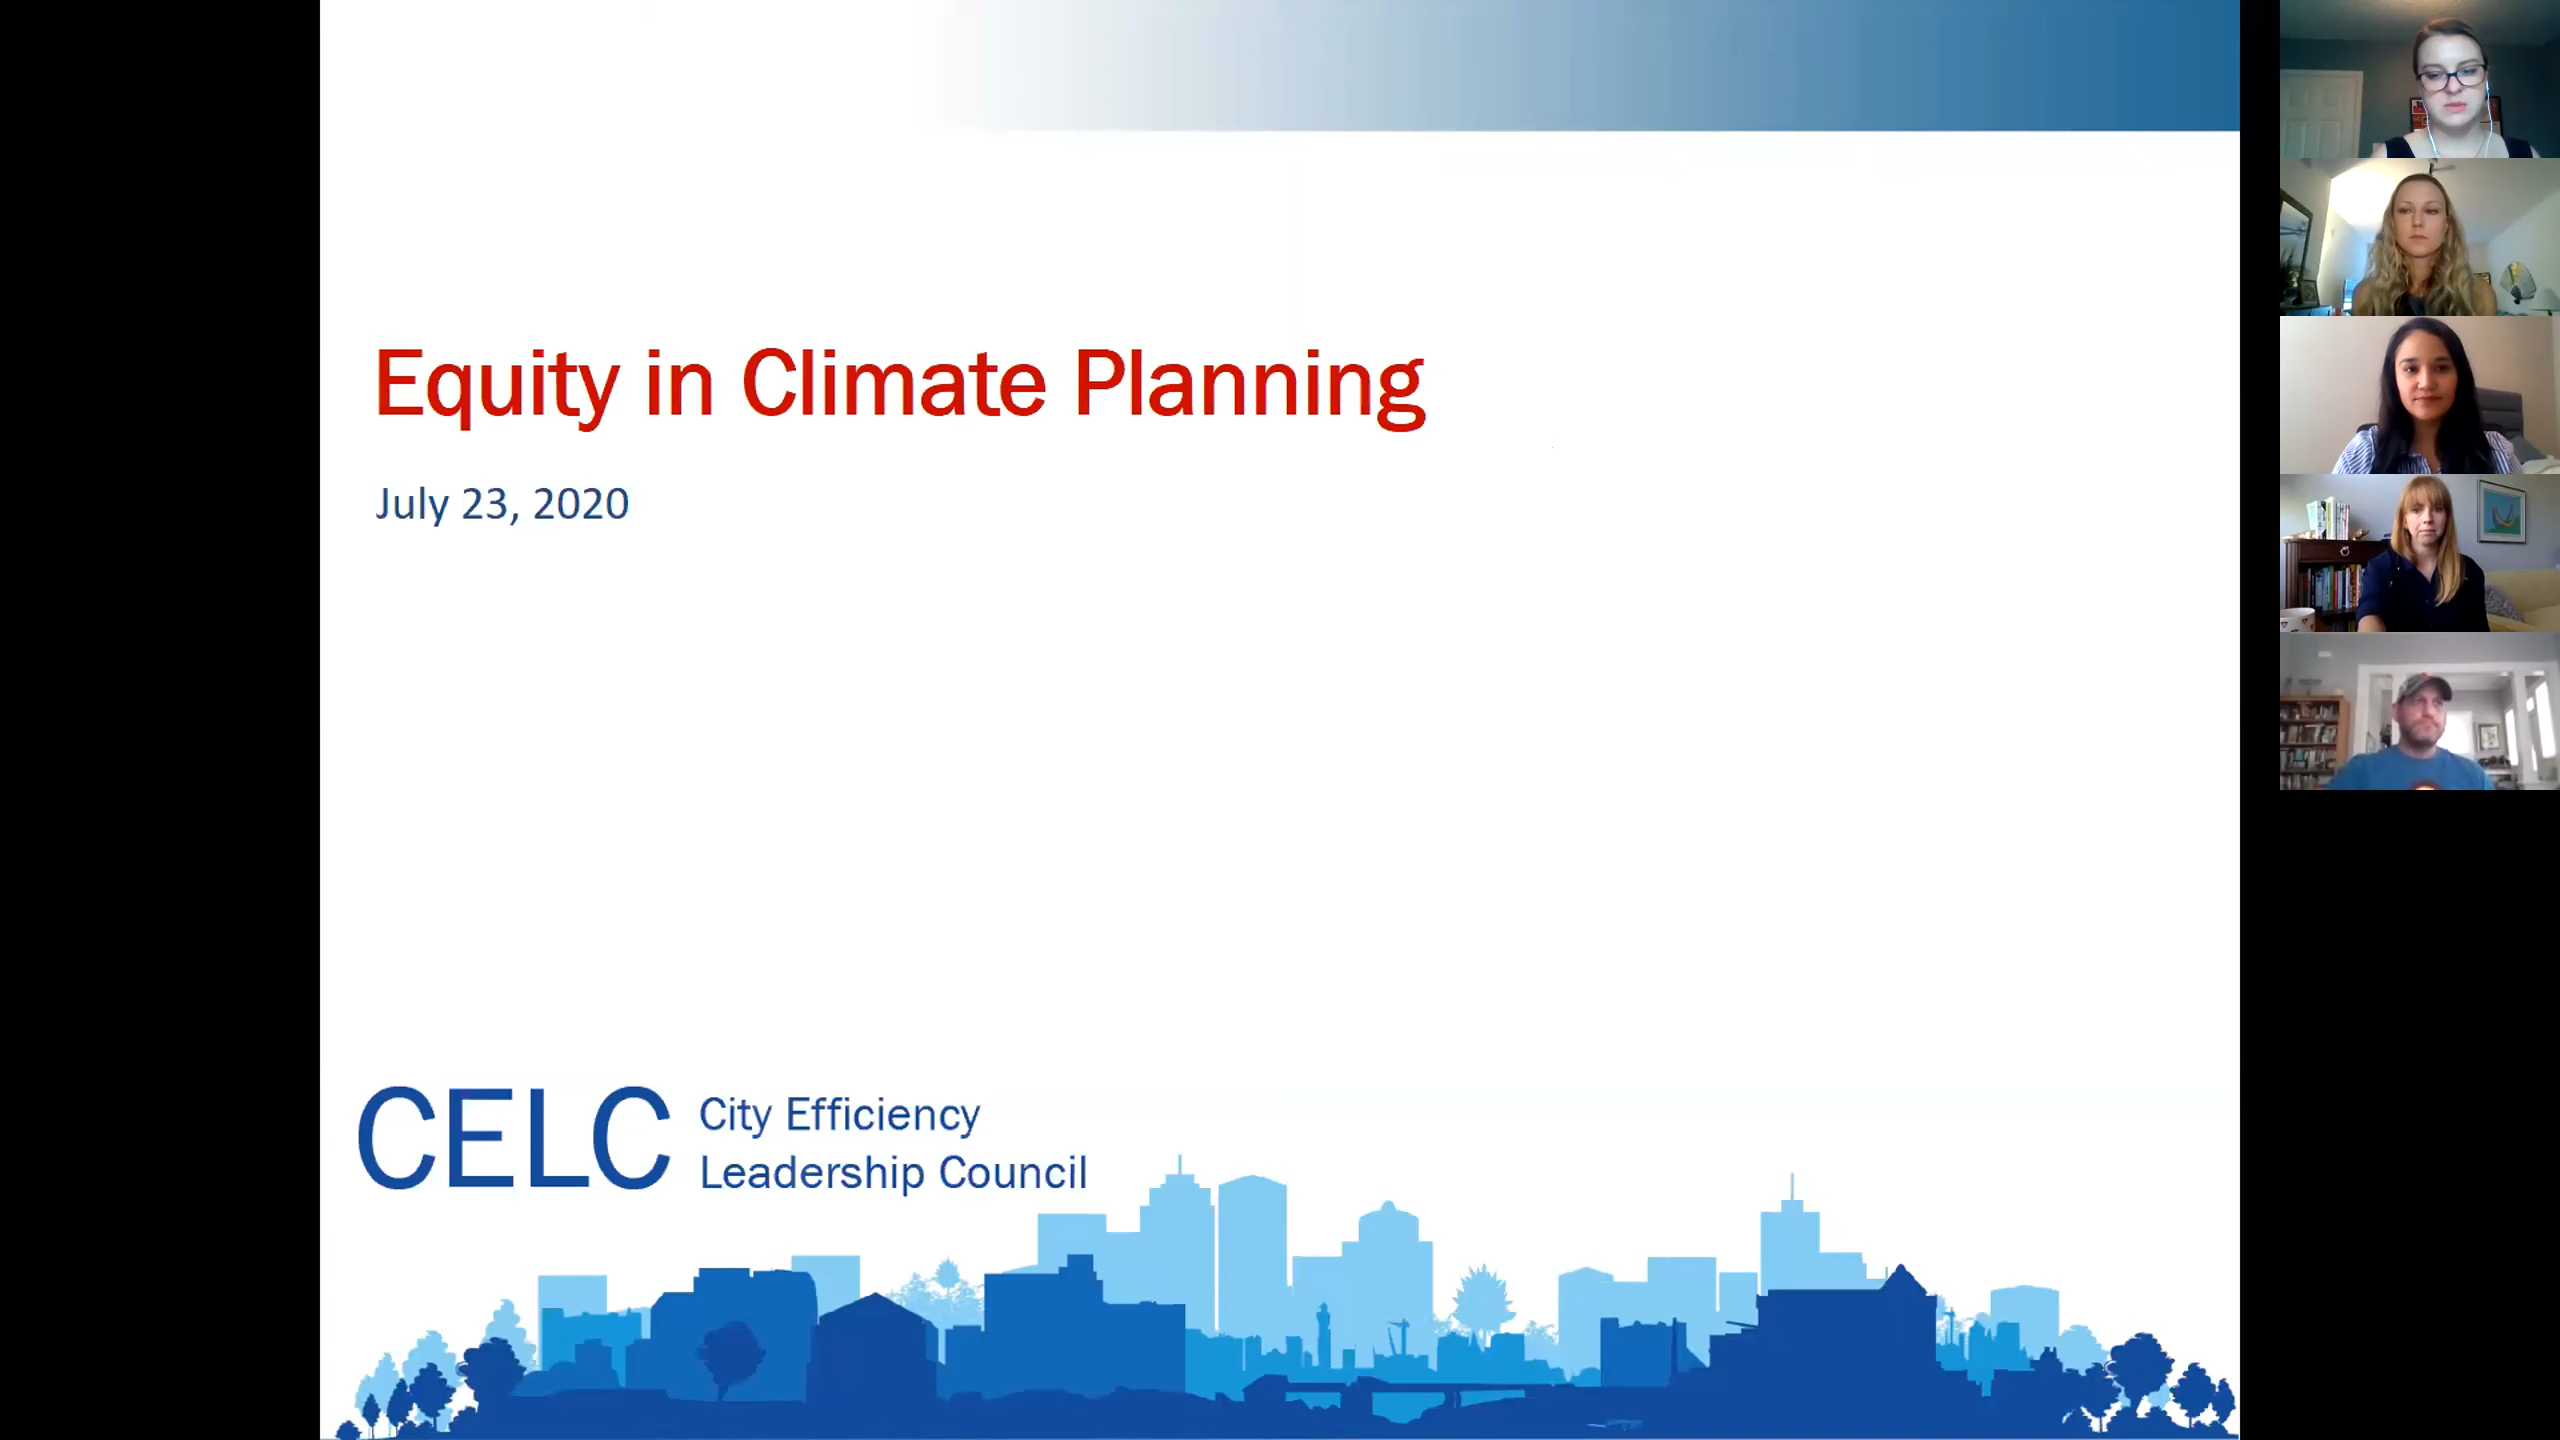 Equity in Climate Planning
July 23, 2020
CELC
City Efficiency
Leadership Council